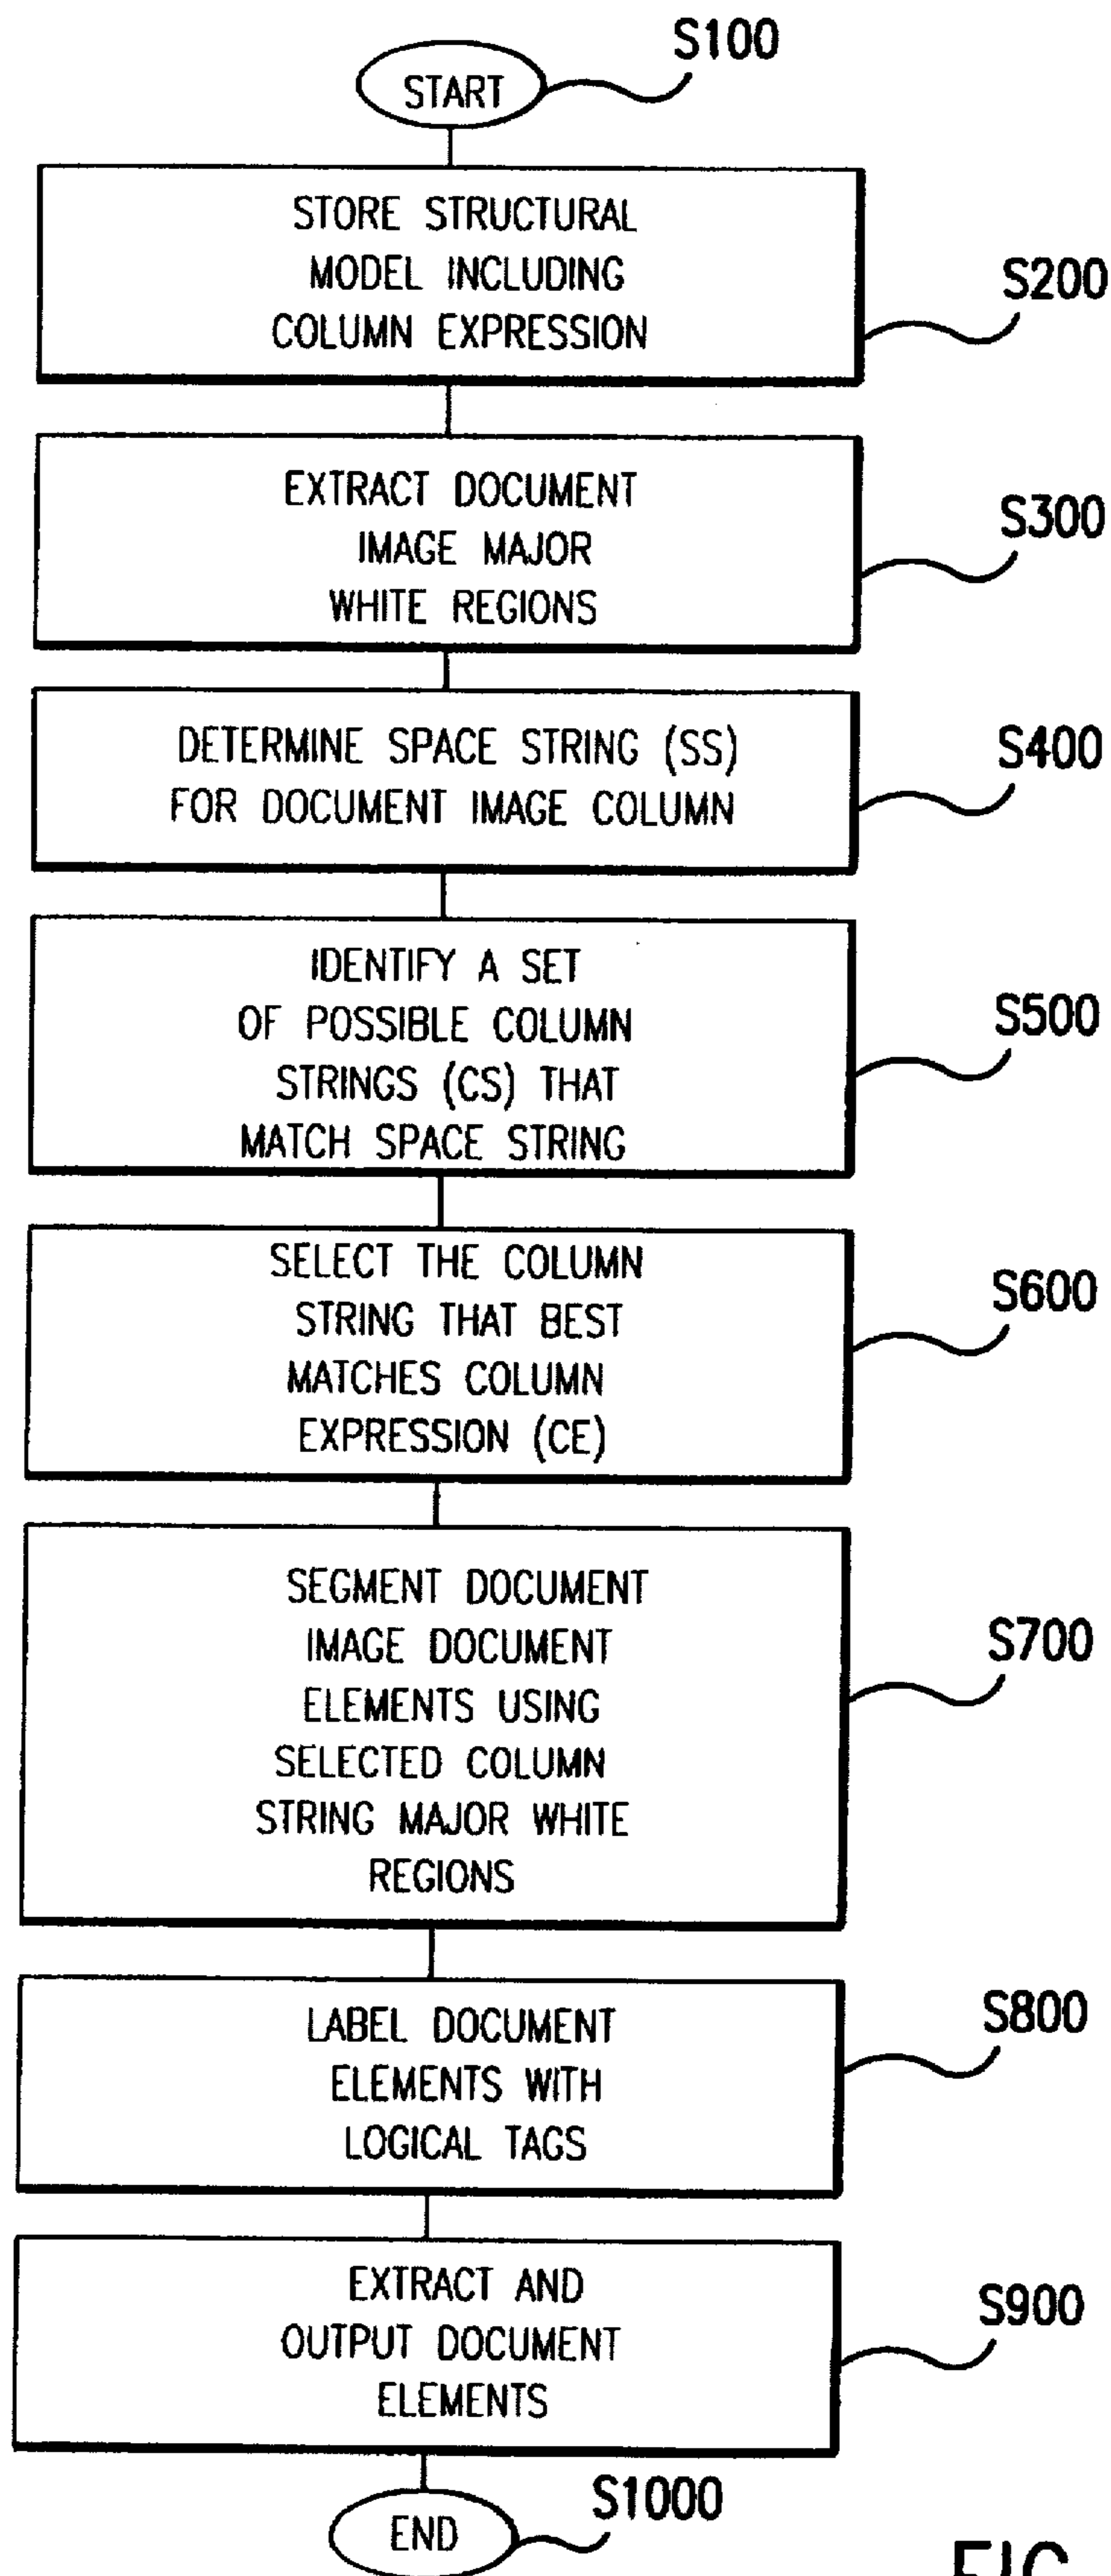 START
S100
STORE STRUCTURAL
MODEL INCLUDING
COLUMN EXPRESSION
S200
EXTRACT DOCUMENT
IMAGE MAJOR
WHITE REGIONS
S300
DETERMINE SPACE STRING (SS)
FOR DOCUMENT IMAGE COLUMN
S400
IDENTIFY A SET
OF POSSIBLE COLUMN
STRINGS (CS) THAT
MATCH SPACE STRING
S500
SELECT THE COLUMN
STRING THAT BEST
MATCHES COLUMN
EXPRESSION (CE)
S600
SEGMENT DOCUMENT
IMAGE DOCUMENT
ELEMENTS USING
SELECTED COLUMN
STRING MAJOR WHITE
REGIONS
S700
LABEL DOCUMENT
ELEMENTS WITH
LOGICAL TAGS
S800
EXTRACT AND
OUTPUT DOCUMENT
ELEMENTS
S900
END
S1000
FIG